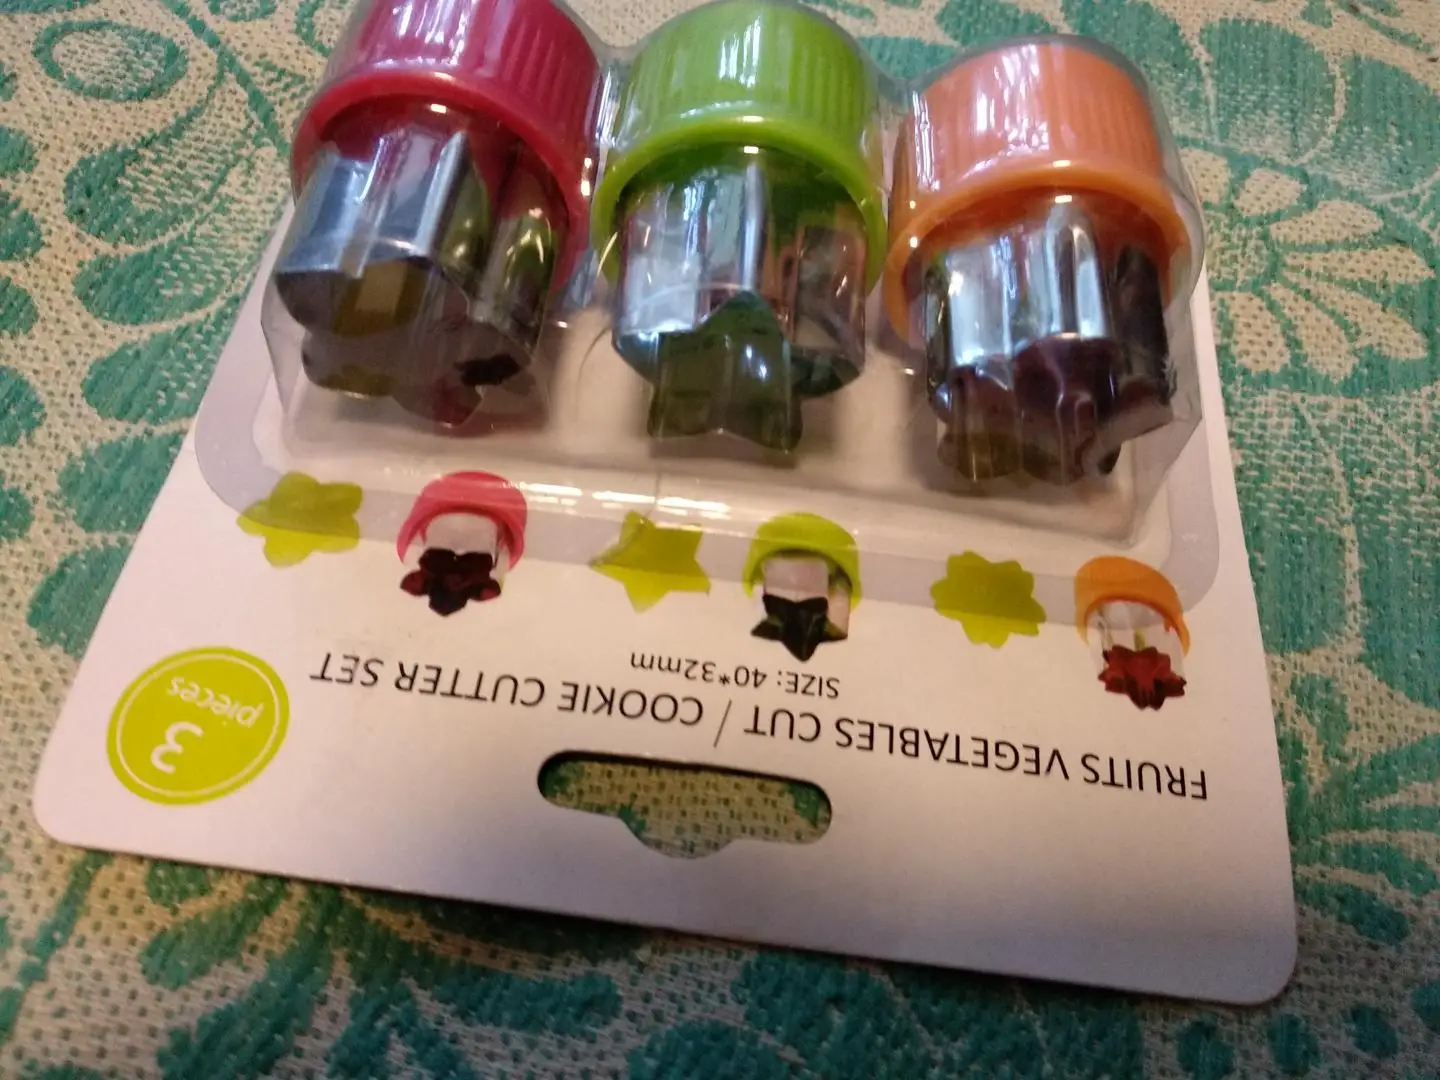 FRUITS VEGETABLES CUT / COOKIE CUTTER SET
SIZE: 40*32mm
3
pieces